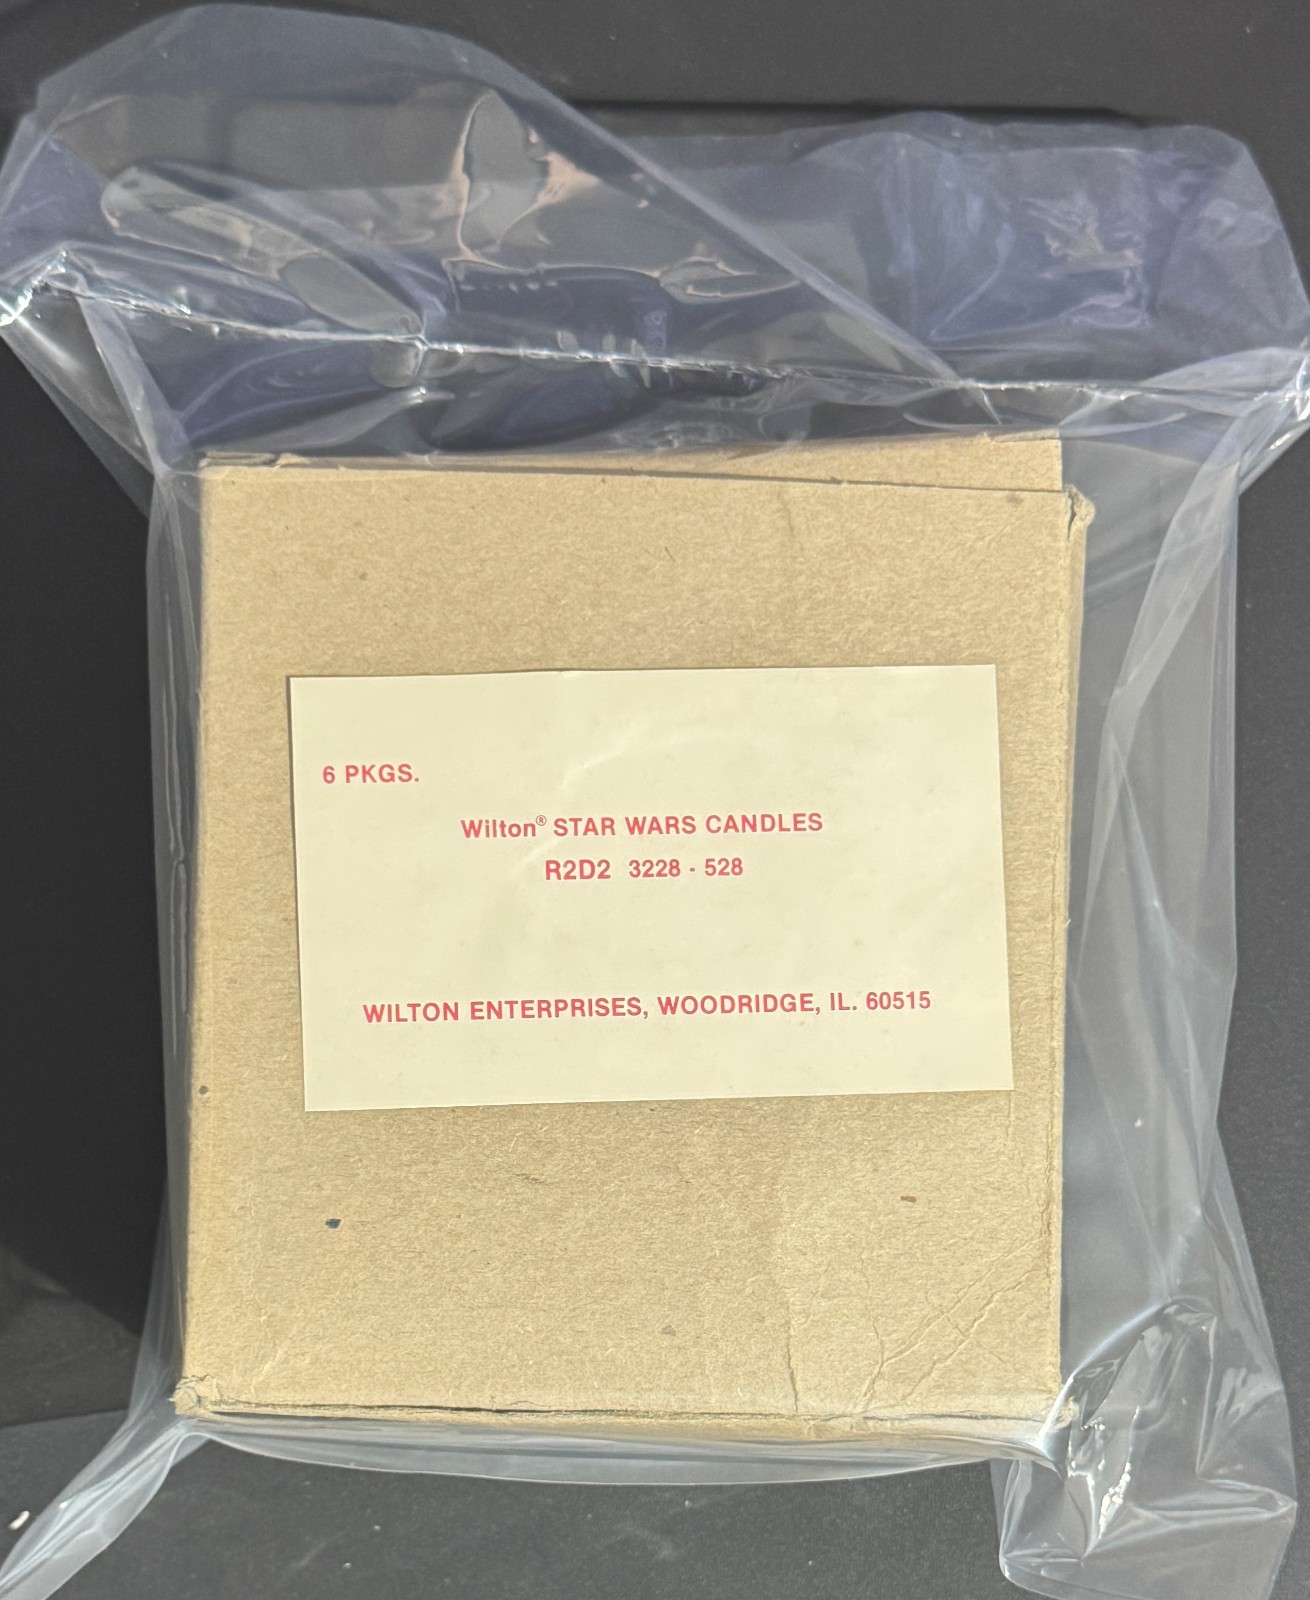 6 PKGS.
Wilton® STAR WARS CANDLES
R2D2 3228 - 528
WILTON ENTERPRISES, WOODRIDGE, IL. 60515